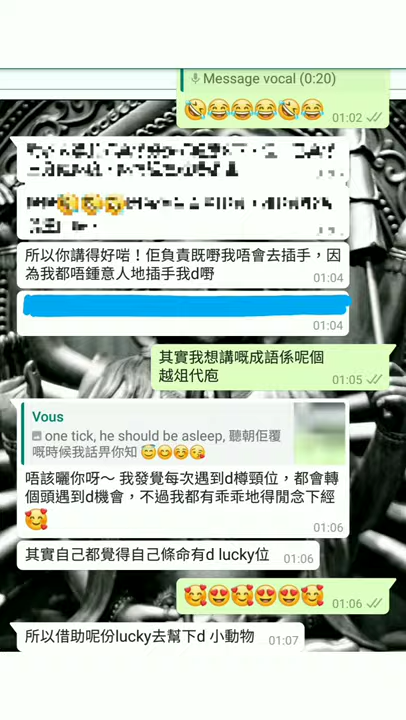 Message vocal (0:20)
🤣😂😂😂🤣😂
01:02
所以你講得好啱！佢負責既嘢我唔會去插手，因
為我都唔鍾意人地插手我d嘢
01:04
01:04
其實我想講嘅成語係呢個
越俎代庖
01:05
Vous
one tick, he should be asleep, 聽朝佢覆
嘅時候我話畀你知 😅😊😋😘
唔該曬你呀～ 我發覺每次遇到d樽頸位，都會轉
個頭遇到d機會，不過我都有乖乖地得閒念下經
🥰
01:06
其實自己都覺得自己條命有d lucky位
01:06
🥰😍🥰😍😍🥰
01:06
所以借助呢份lucky去幫下d 小動物
01:07